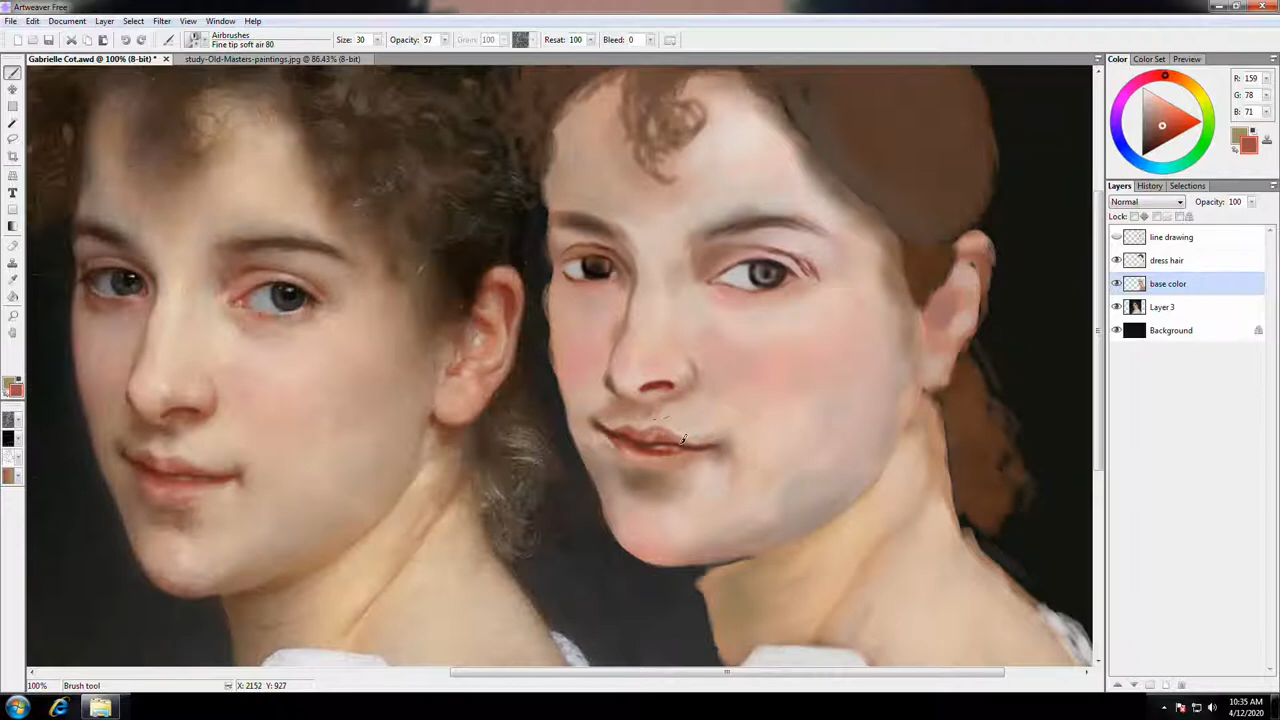 Artweaver Free
File Edit Document Layer Select Filter View Window Help
Airbrushes
Fine tip soft air 80
Size: 30 Opacity: 57 Grain: 100 Resat: 100 Bleed: 0
Gabrielle Cot.awd @ 100% (8-bit) * × study-Old-Masters-paintings.jpg @ 86.43% (8-bit)
Color Color Set Preview
R: 159
G: 78
B: 71
Layers History Selections
Normal Opacity: 100
Lock:
line drawing
dress hair
base color
Layer 3
Background
100% Brush tool X: 2152 Y: 927
10:35 AM
4/12/2020